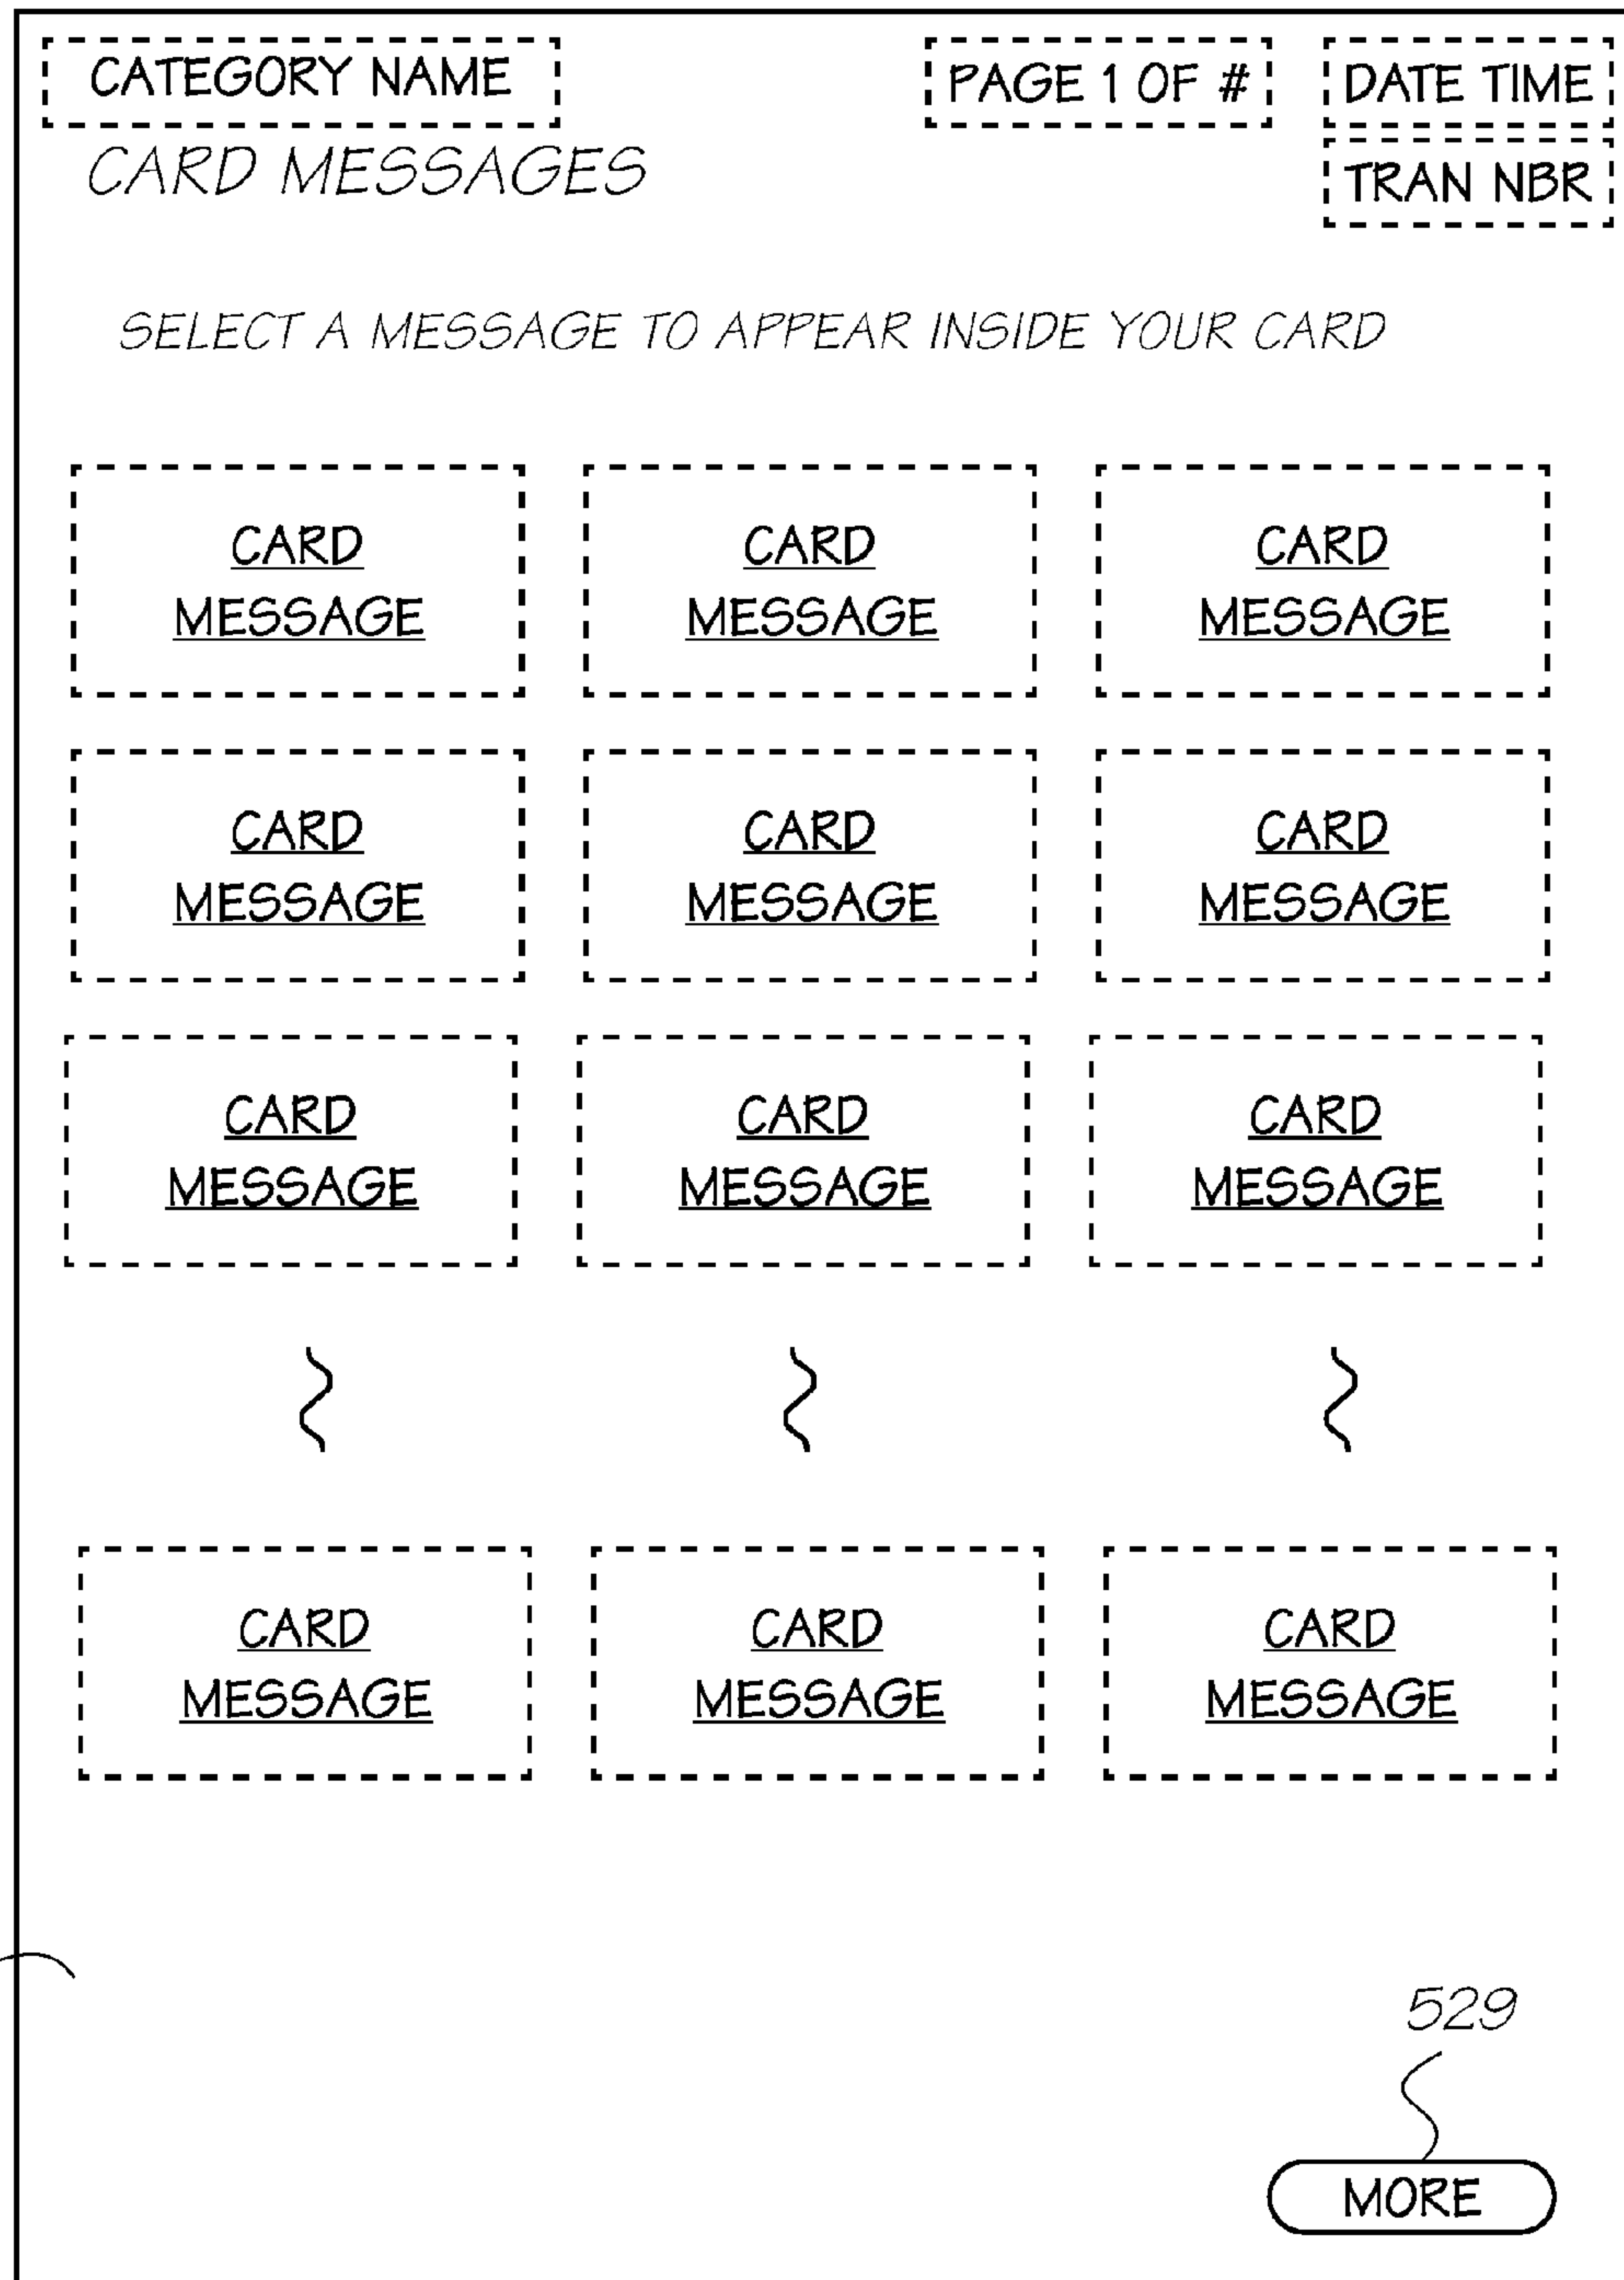 CATEGORY NAME PAGE 1 OF # DATE TIME
CARD MESSAGES TRAN NBR
SELECT A MESSAGE TO APPEAR INSIDE YOUR CARD
CARD CARD CARD
MESSAGE MESSAGE MESSAGE
CARD CARD CARD
MESSAGE MESSAGE MESSAGE
CARD CARD CARD
MESSAGE MESSAGE MESSAGE
CARD CARD CARD
MESSAGE MESSAGE MESSAGE
529
MORE